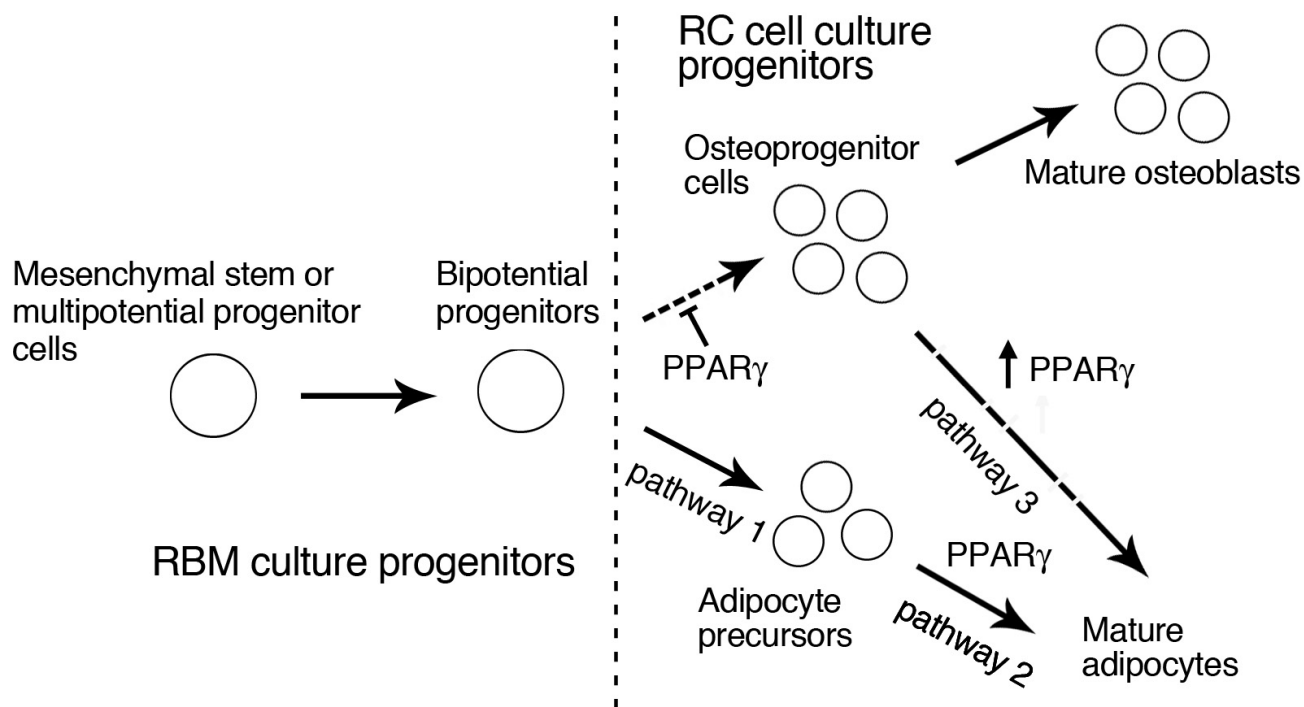 RC cell culture
progenitors
Osteoprogenitor
cells
Mature osteoblasts
Mesenchymal stem or
multipotential progenitor
cells
Bipotential
progenitors
PPARγ
PPARγ
pathway 3
pathway 1
RBM culture progenitors
PPARγ
Adipocyte
precursors
pathway 2
Mature
adipocytes